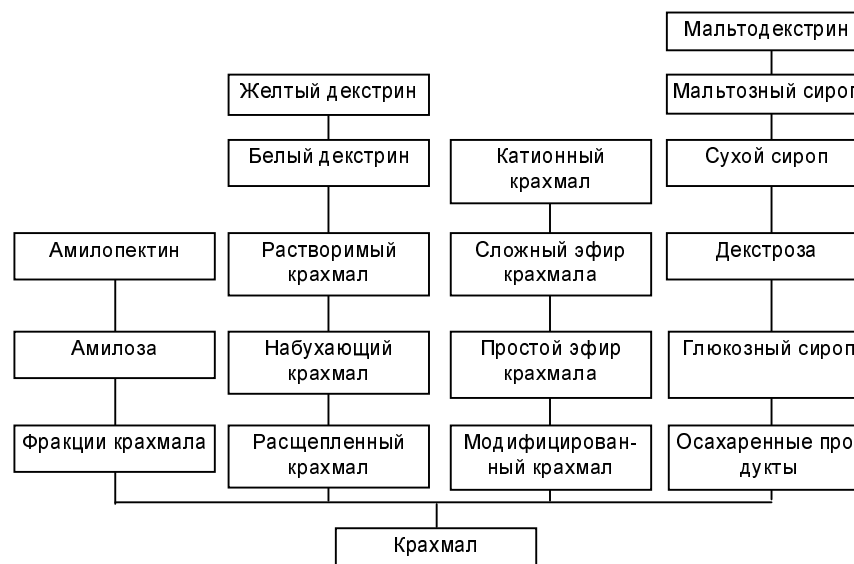 Мальтодекстрин
Желтый декстрин
Мальтозный сироп
Белый декстрин
Катионный
крахмал
Сухой сироп
Амилопектин
Растворимый
крахмал
Сложный эфир
крахмала
Декстроза
Амилоза
Набухающий
крахмал
Простой эфир
крахмала
Глюкозный сироп
Фракции крахмала
Расщепленный
крахмал
Модифицирован-
ный крахмал
Осахаренные про
дукты
Крахмал